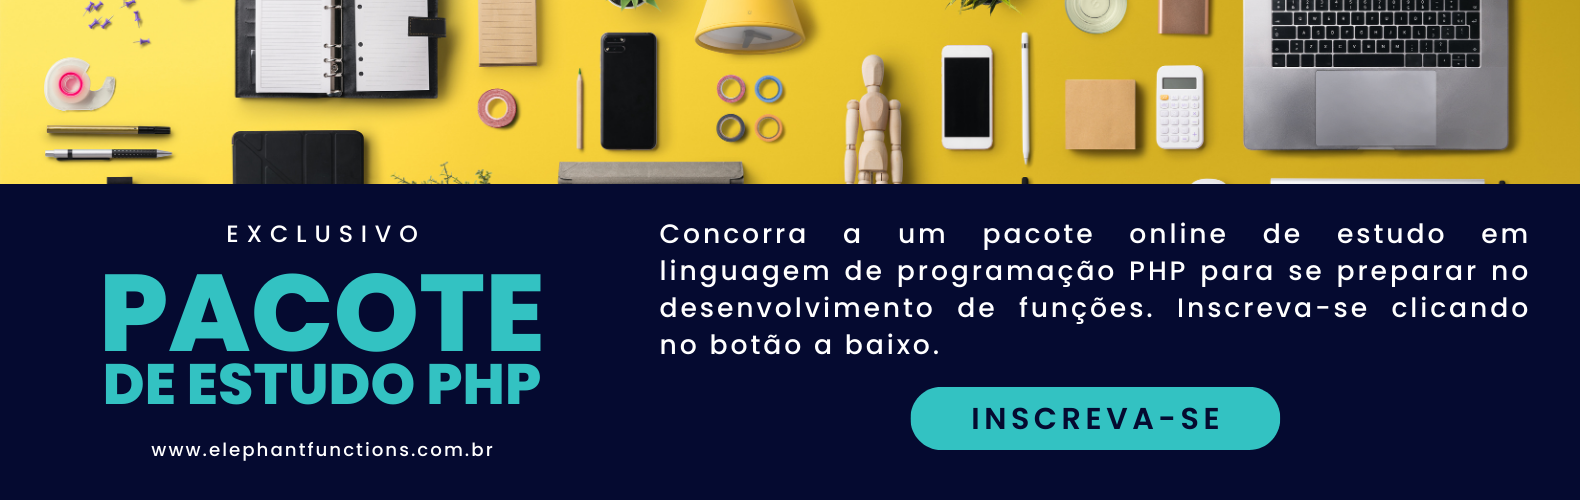 EXCLUSIVO
PACOTE
DE ESTUDO PHP
www.elephantfunctions.com.br
Concorra a um pacote online de estudo em
linguagem de programação PHP para se preparar no
desenvolvimento de funções. Inscreva-se clicando
no botão a baixo.
INSCREVA-SE